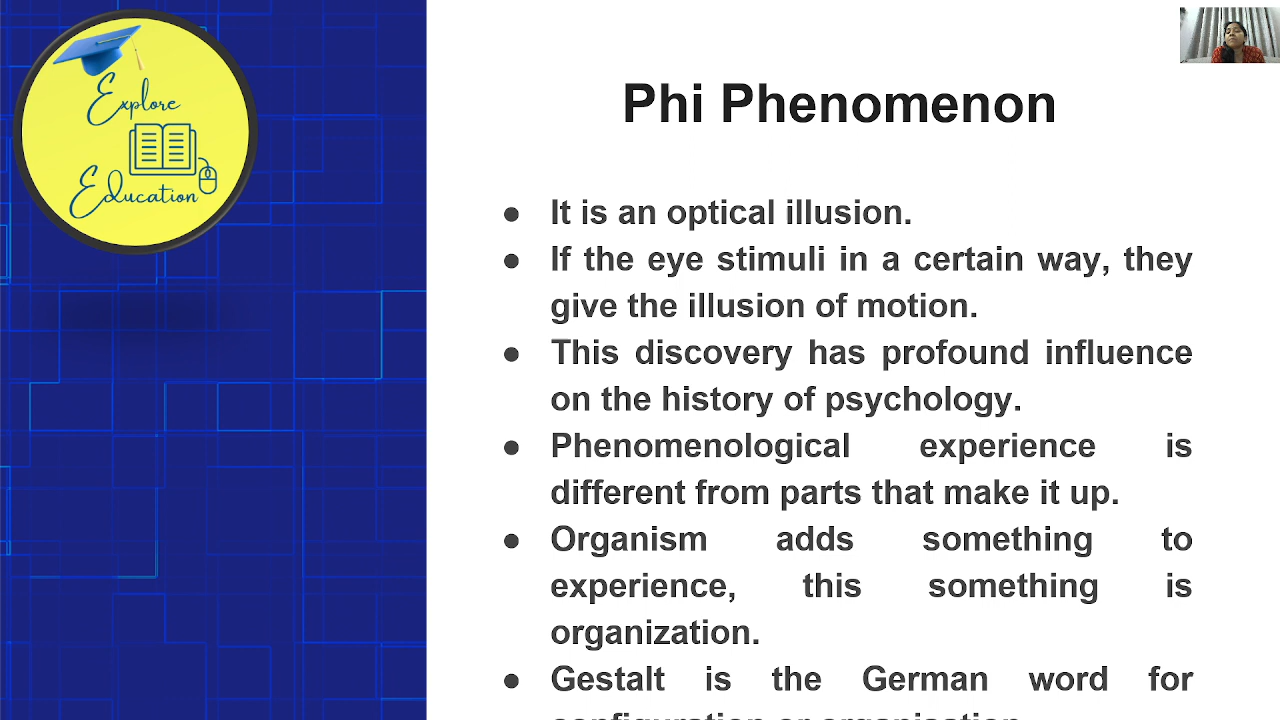 Explore
Education
Phi Phenomenon
● It is an optical illusion.
● If the eye stimuli in a certain way, they
give the illusion of motion.
● This discovery has profound influence
on the history of psychology.
● Phenomenological experience is
different from parts that make it up.
● Organism adds something to
experience, this something is
organization.
● Gestalt is the German word for
configuration or organisation